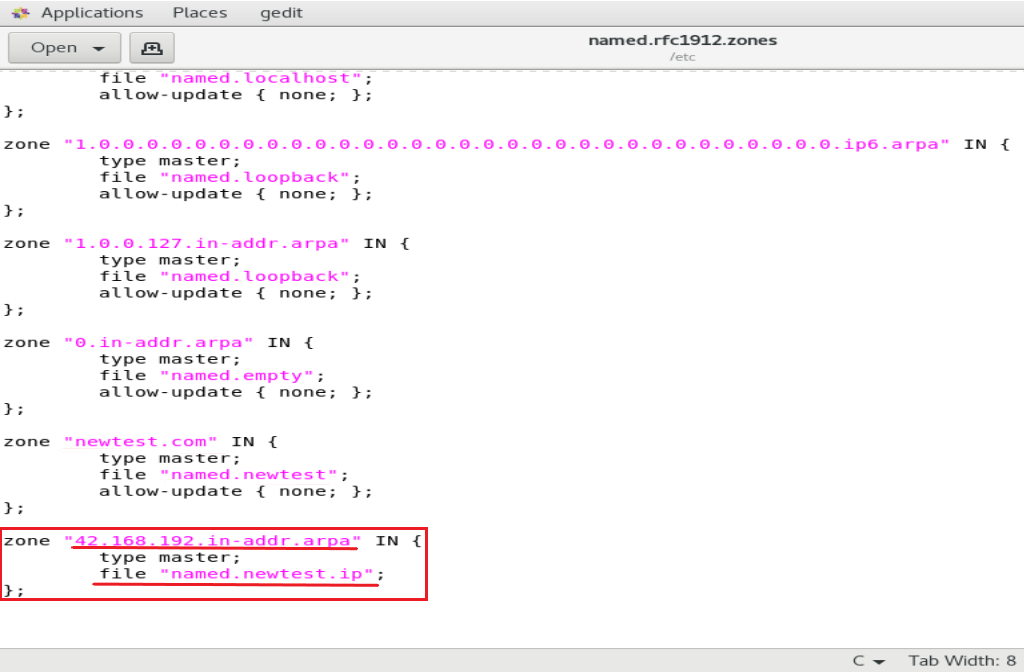 Applications Places gedit
Open
named.rfc1912.zones
/etc
file "named.localhost";
allow-update { none; };
};
zone "1.0.0.0.0.0.0.0.0.0.0.0.0.0.0.0.0.0.0.0.0.0.0.0.0.0.0.0.0.0.0.0.ip6.arpa" IN {
type master;
file "named.loopback";
allow-update { none; };
};
zone "1.0.0.127.in-addr.arpa" IN {
type master;
file "named.loopback";
allow-update { none; };
};
zone "0.in-addr.arpa" IN {
type master;
file "named.empty";
allow-update { none; };
};
zone "newtest.com" IN {
type master;
file "named.newtest";
allow-update { none; };
};
zone "42.168.192.in-addr.arpa" IN {
type master;
file "named.newtest.ip";
};
C Tab Width: 8